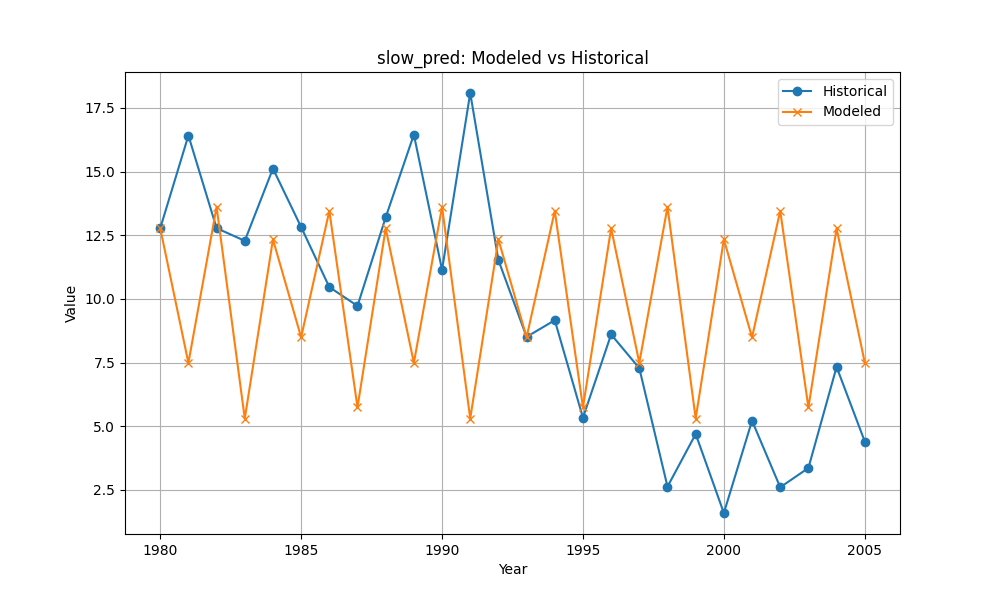 slow_pred: Modeled vs Historical
Historical
Modeled
Value
17.5
15.0
12.5
10.0
7.5
5.0
2.5
1980
1985
1990
1995
2000
2005
Year